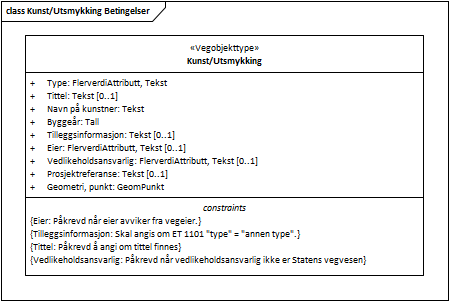 class Kunst/Utsmykking Betingelser
«Vegobjekttype»
Kunst/Utsmykking
+ Type: FlerverdiAttributt, Tekst
+ Tittel: Tekst [0..1]
+ Navn på kunstner: Tekst
+ Byggeår: Tall
+ Tilleggsinformasjon: Tekst [0..1]
+ Eier: FlerverdiAttributt, Tekst [0..1]
+ Vedlikeholdsansvarlig: FlerverdiAttributt, Tekst [0..1]
+ Prosjektreferanse: Tekst [0..1]
+ Geometri, punkt: GeomPunkt
constraints
{Eier: Påkrevd når eier avviker fra vegeier.}
{Tilleggsinformasjon: Skal angis om ET 1101 "type" = "annen type".}
{Tittel: Påkrevd å angi om tittel finnes}
{Vedlikeholdsansvarlig: Påkrevd når vedlikeholdsansvarlig ikke er Statens vegvesen}